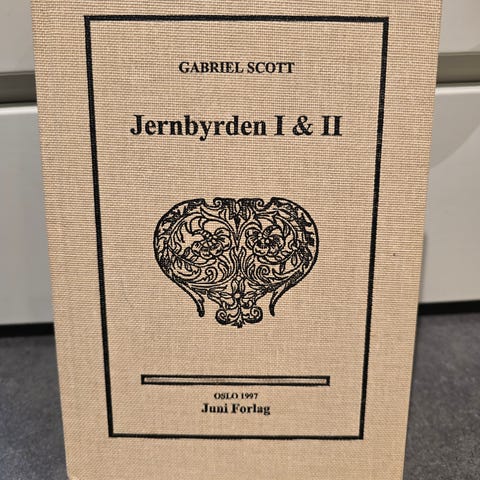 GABRIEL SCOTT
Jernbyrden I & II
OSLO 1997
Juni Forlag